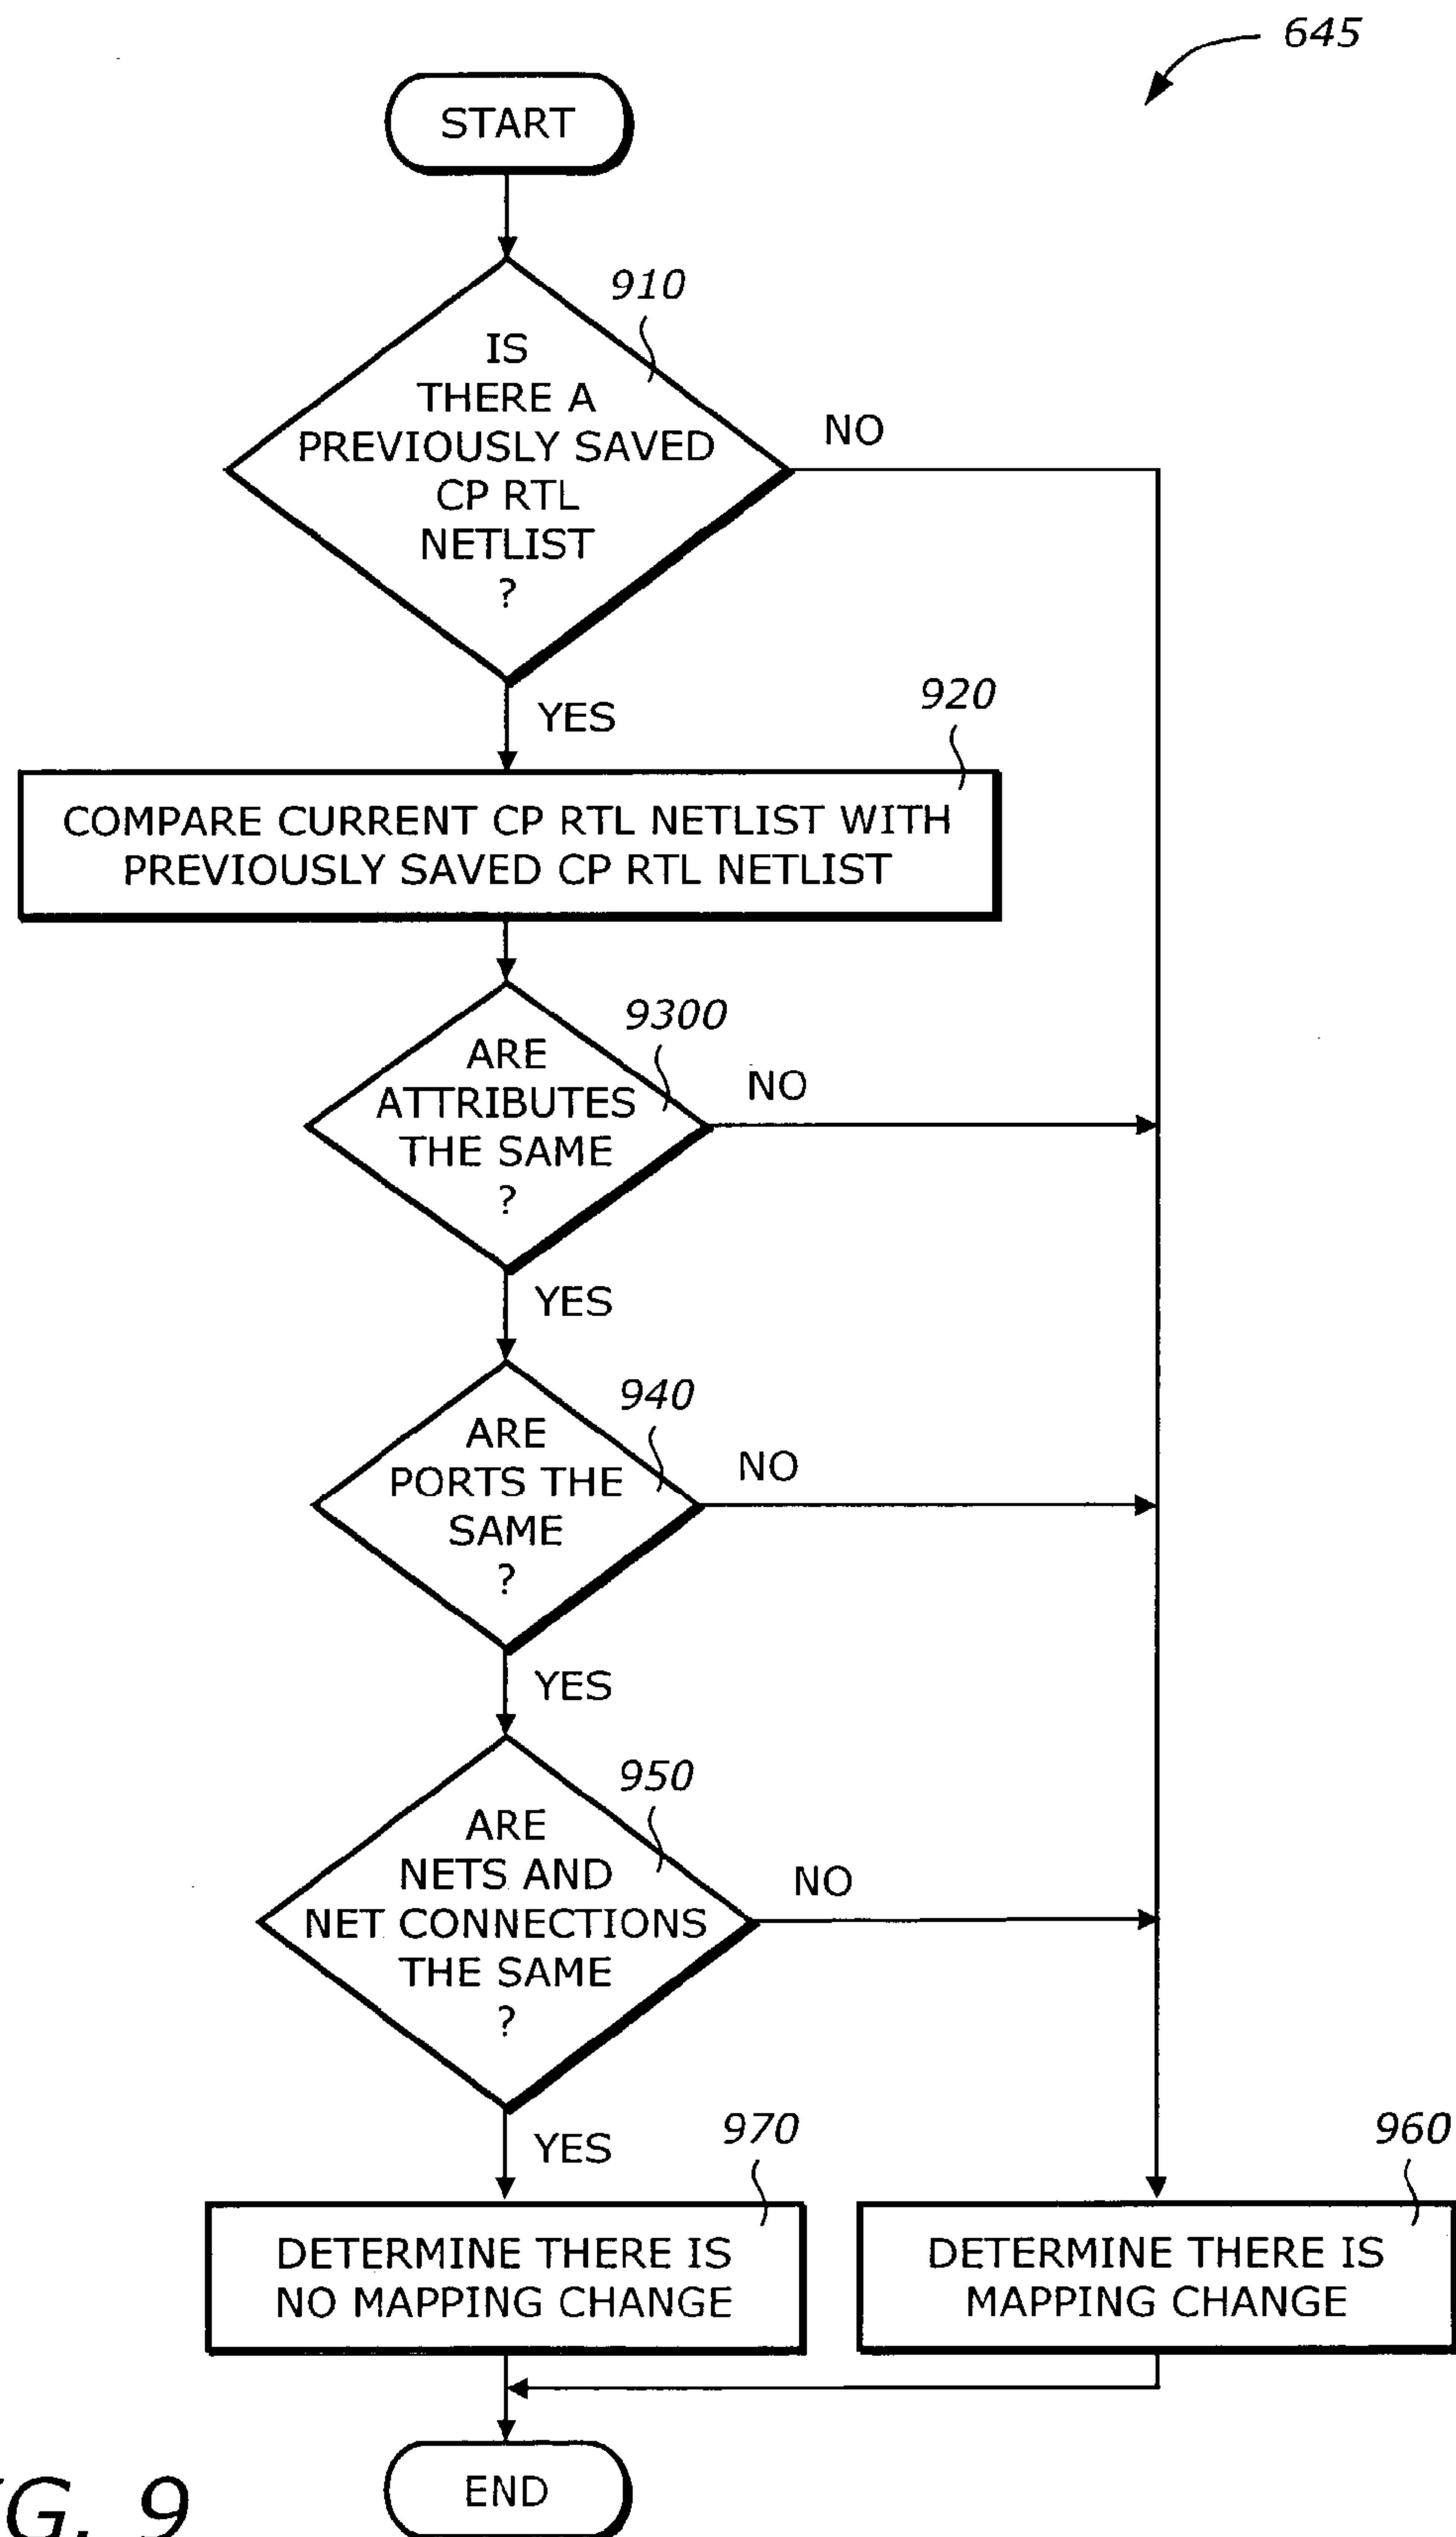 645
START
910
IS
THERE A
PREVIOUSLY SAVED
CP RTL
NETLIST
?
NO
YES
920
COMPARE CURRENT CP RTL NETLIST WITH
PREVIOUSLY SAVED CP RTL NETLIST
9300
ARE
ATTRIBUTES
THE SAME
?
NO
YES
940
ARE
PORTS THE
SAME
?
NO
YES
950
ARE
NETS AND
NET CONNECTIONS
THE SAME
?
NO
YES
970
960
DETERMINE THERE IS
NO MAPPING CHANGE
DETERMINE THERE IS
MAPPING CHANGE
END
G. 9